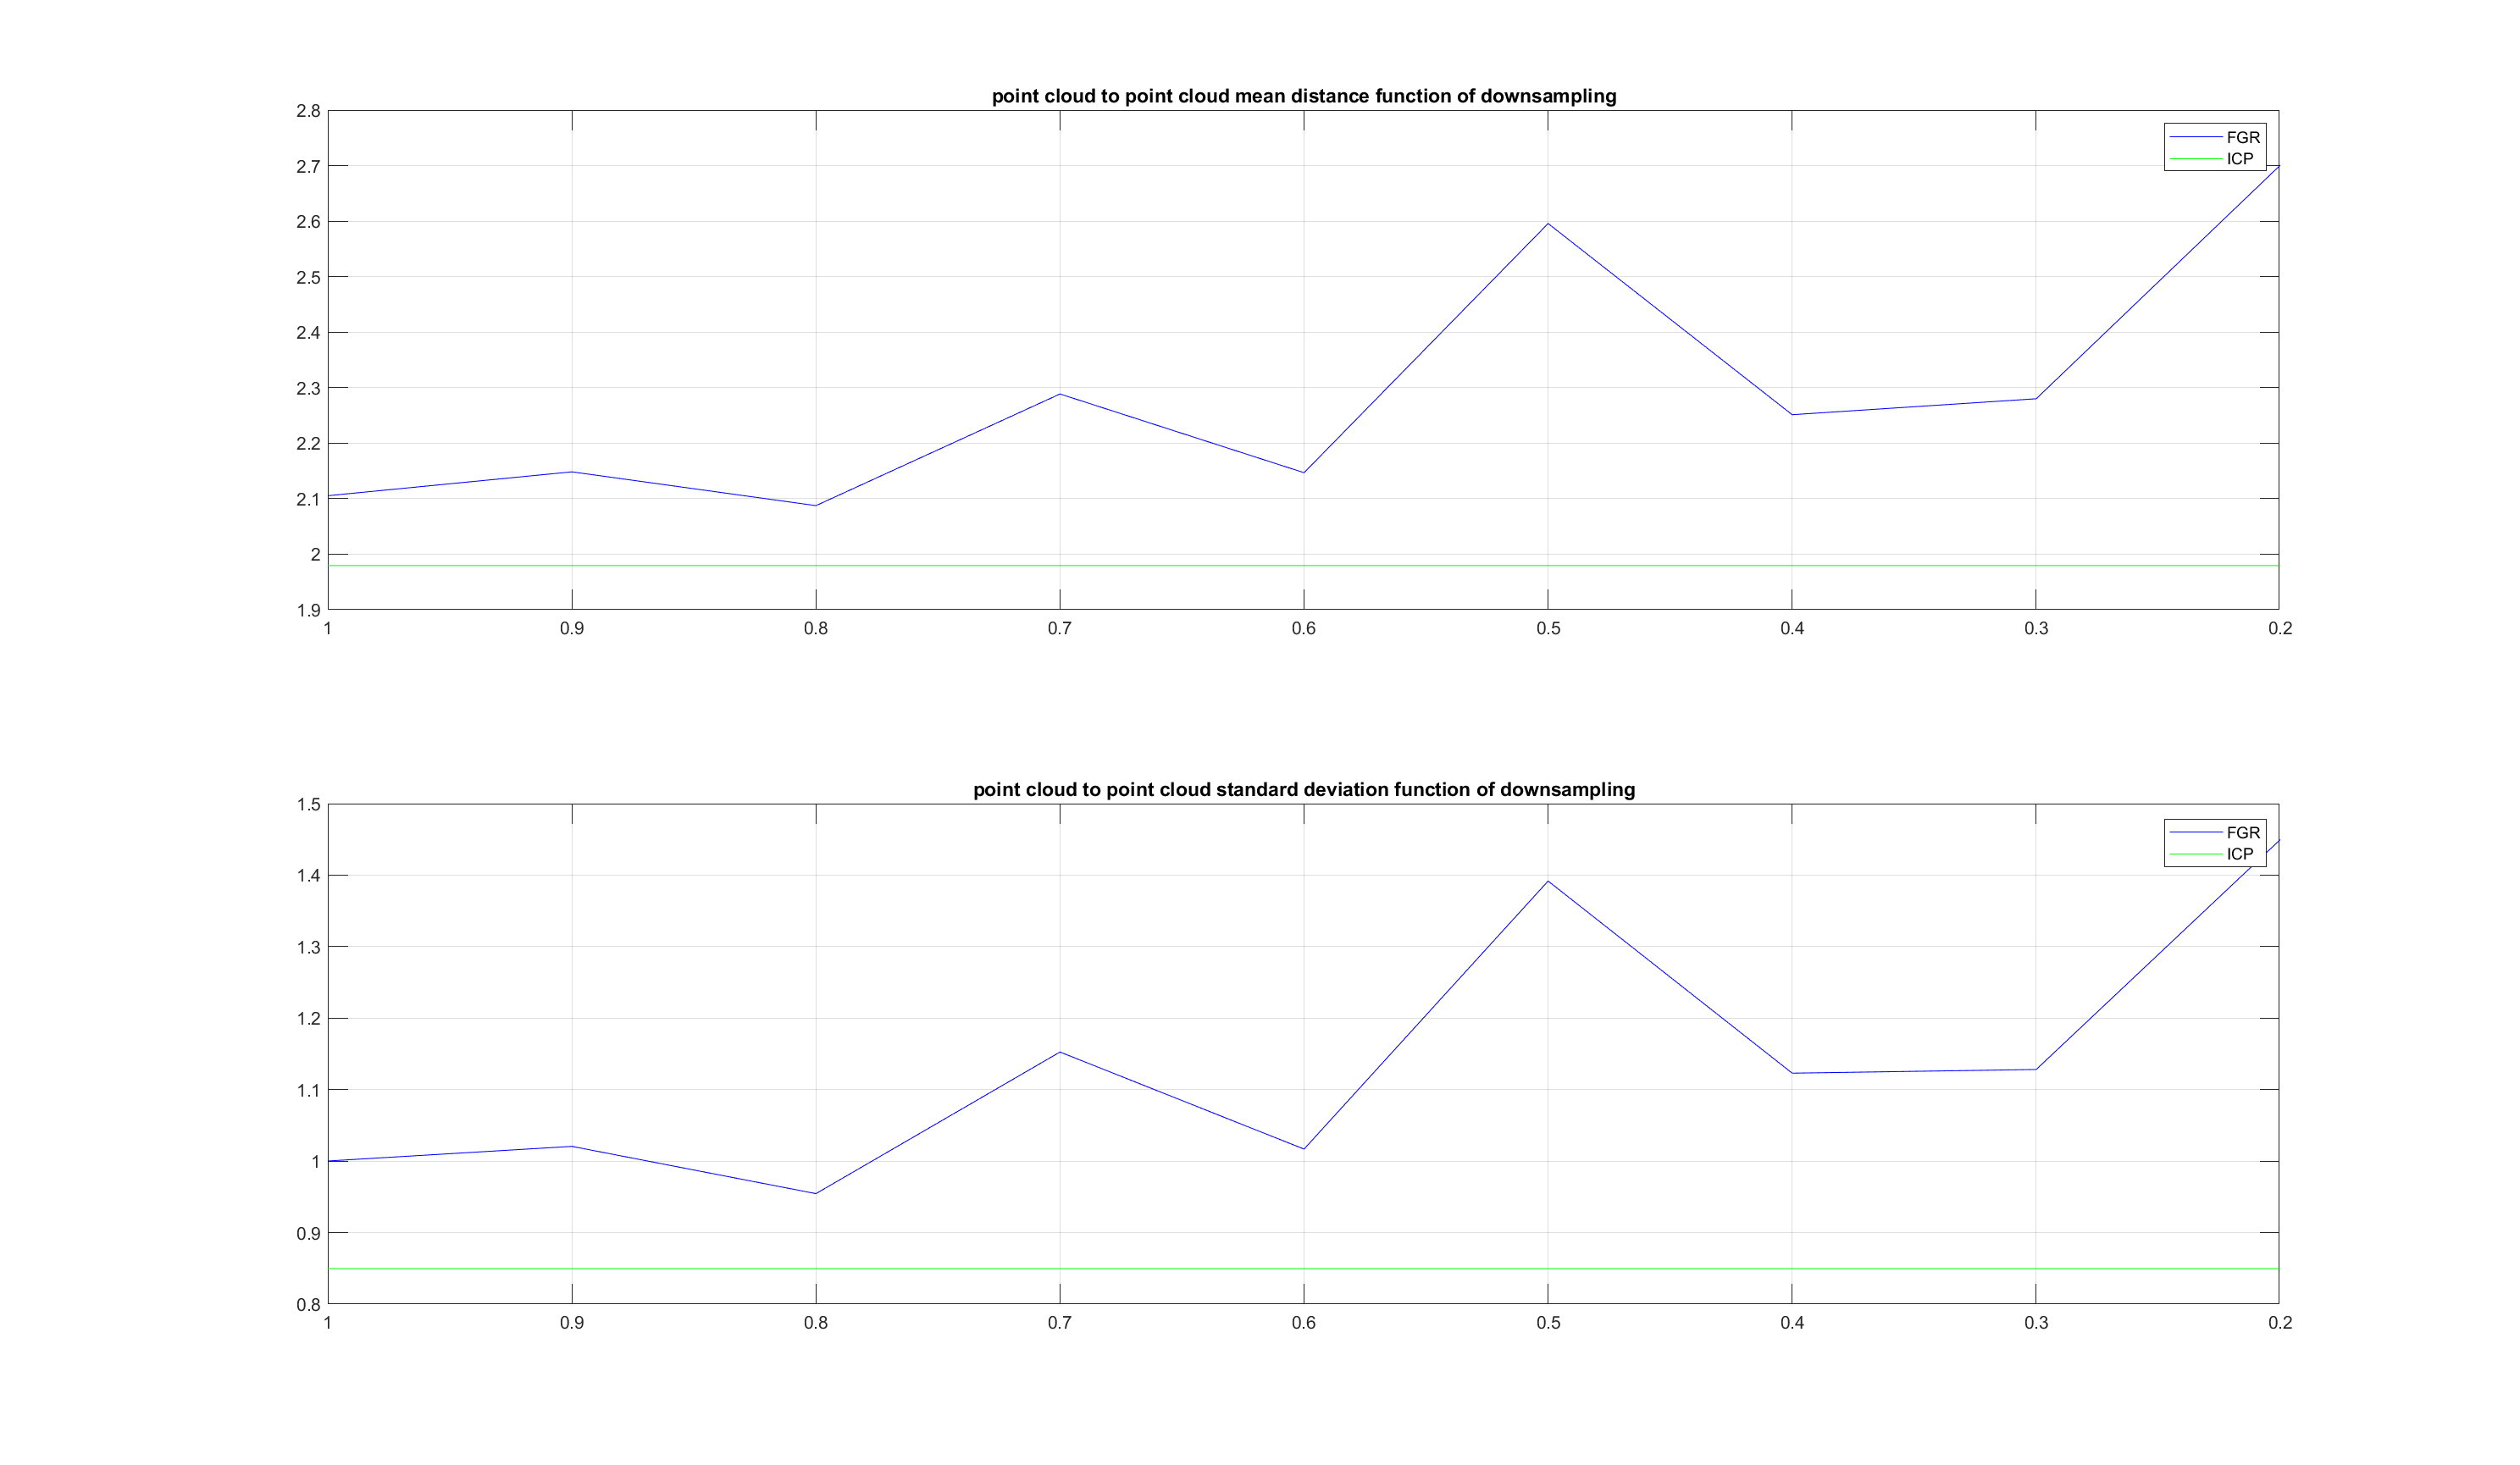 point cloud to point cloud mean distance function of downsampling
2.8
2.7
2.6
2.5
2.4
2.3
2.2
2.1
2
1.9
FGR
ICP
1 0.9 0.8 0.7 0.6 0.5 0.4 0.3 0.2
point cloud to point cloud standard deviation function of downsampling
1.5
1.4
1.3
1.2
1.1
1
0.9
0.8
FGR
ICP
1 0.9 0.8 0.7 0.6 0.5 0.4 0.3 0.2